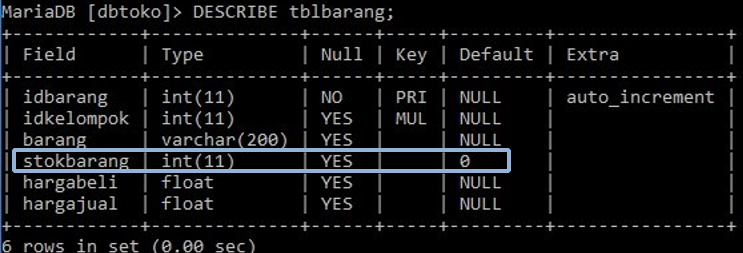 MariaDB [dbtoko]> DESCRIBE tblbarang;
+------------+--------------+------+-----+---------+----------------+
| Field      | Type         | Null | Key | Default | Extra          |
+------------+--------------+------+-----+---------+----------------+
| idbarang   | int(11)      | NO   | PRI | NULL    | auto_increment |
| idkelompok | int(11)      | YES  | MUL | NULL    |                |
| barang     | varchar(200) | YES  |     | NULL    |                |
| stokbarang | int(11)      | YES  |     | 0       |                |
| hargabeli  | float        | YES  |     | NULL    |                |
| hargajual  | float        | YES  |     | NULL    |                |
+------------+--------------+------+-----+---------+----------------+
6 rows in set (0.00 sec)